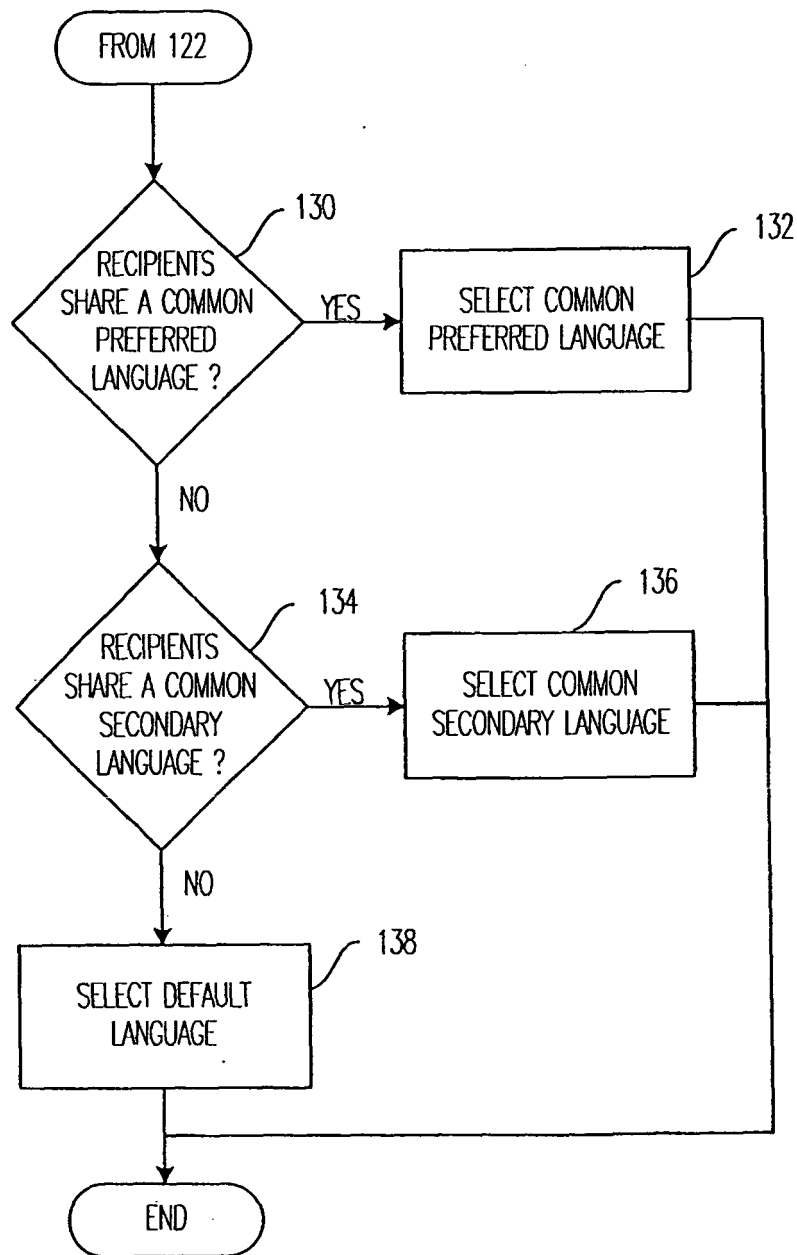 FROM 122
130
RECIPIENTS
SHARE A COMMON
PREFERRED
LANGUAGE ?
YES
132
SELECT COMMON
PREFERRED LANGUAGE
NO
134
RECIPIENTS
SHARE A COMMON
SECONDARY
LANGUAGE ?
YES
136
SELECT COMMON
SECONDARY LANGUAGE
NO
138
SELECT DEFAULT
LANGUAGE
END